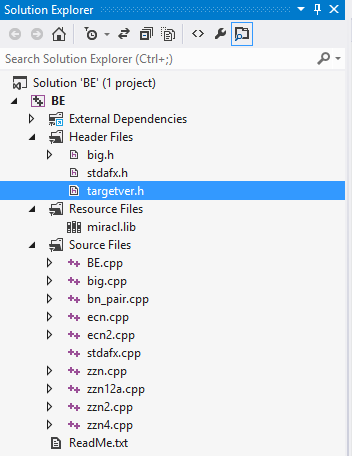 Solution Explorer
Search Solution Explorer (Ctrl+;)
Solution 'BE' (1 project)
BE
External Dependencies
Header Files
big.h
stdafx.h
targetver.h
Resource Files
miracl.lib
Source Files
BE.cpp
big.cpp
bn_pair.cpp
ecn.cpp
ecn2.cpp
stdafx.cpp
zzn.cpp
zzn12a.cpp
zzn2.cpp
zzn4.cpp
ReadMe.txt